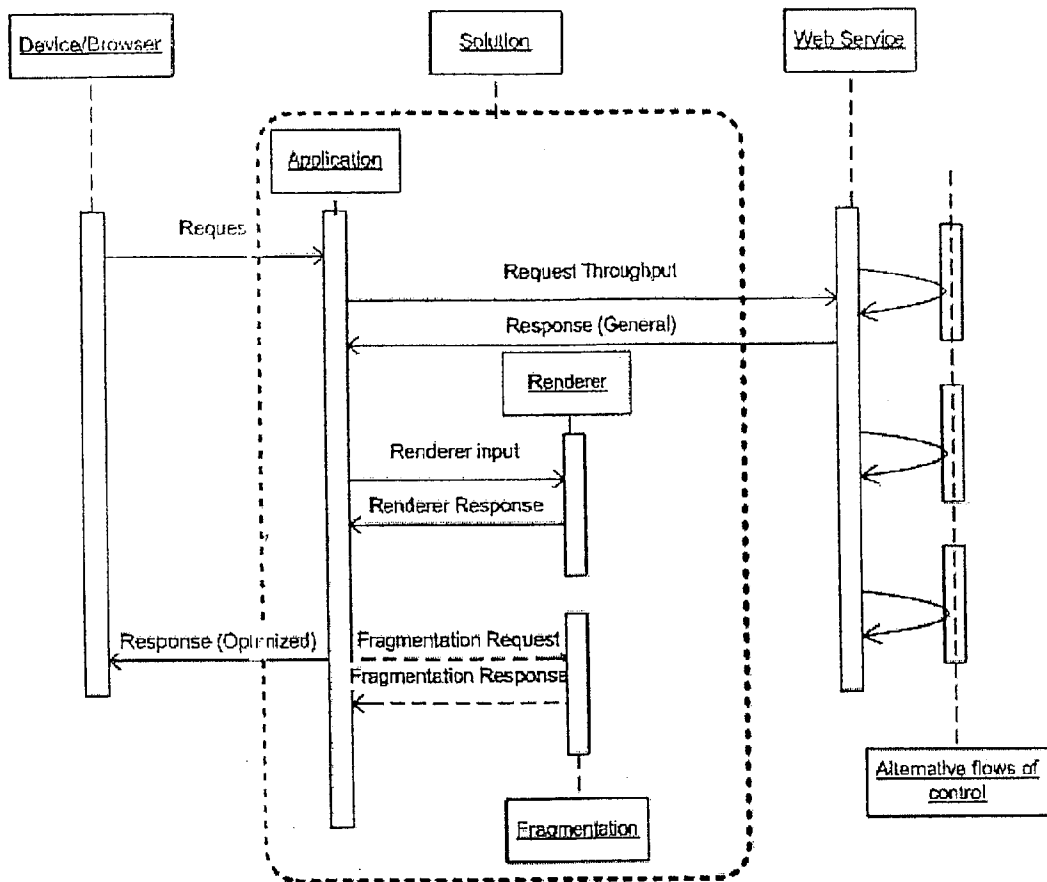 Device/Browser
Solution
Web Service
Application
Reques
Request Throughput
Response (General)
Renderer
Renderer input
Renderer Response
Response (Optimized)
Fragmentation Request
Fragmentation Response
Alternative flows of
control
Fragmentation